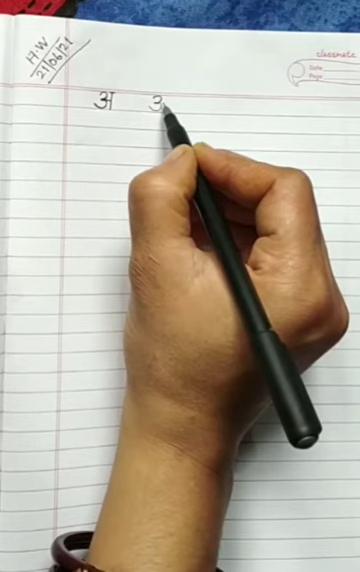 H.W
21/06/21
classmate
Date
Page
अ उ